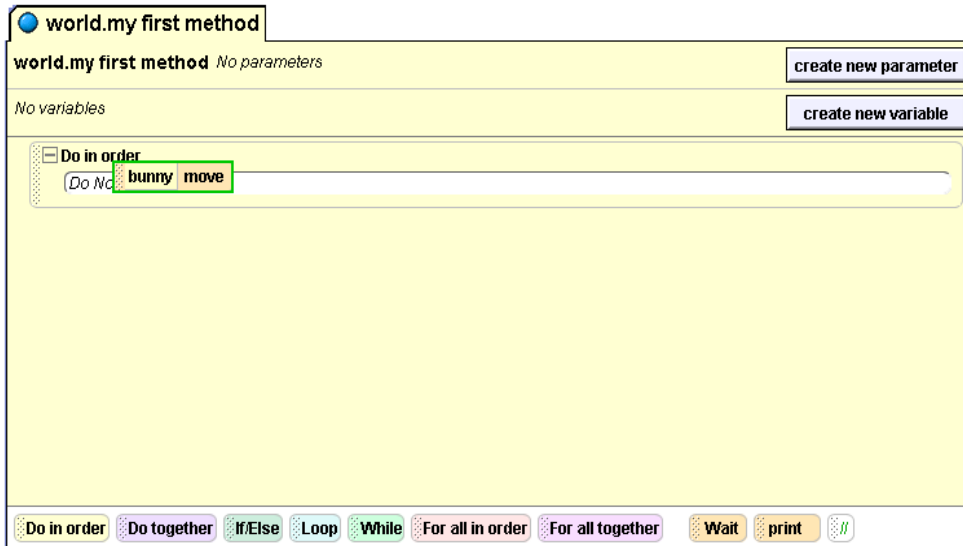 world.my first method
world.my first method No parameters
create new parameter
No variables
create new variable
Do in order
Do No
bunny move
Do in order Do together If/Else Loop While For all in order For all together Wait print //